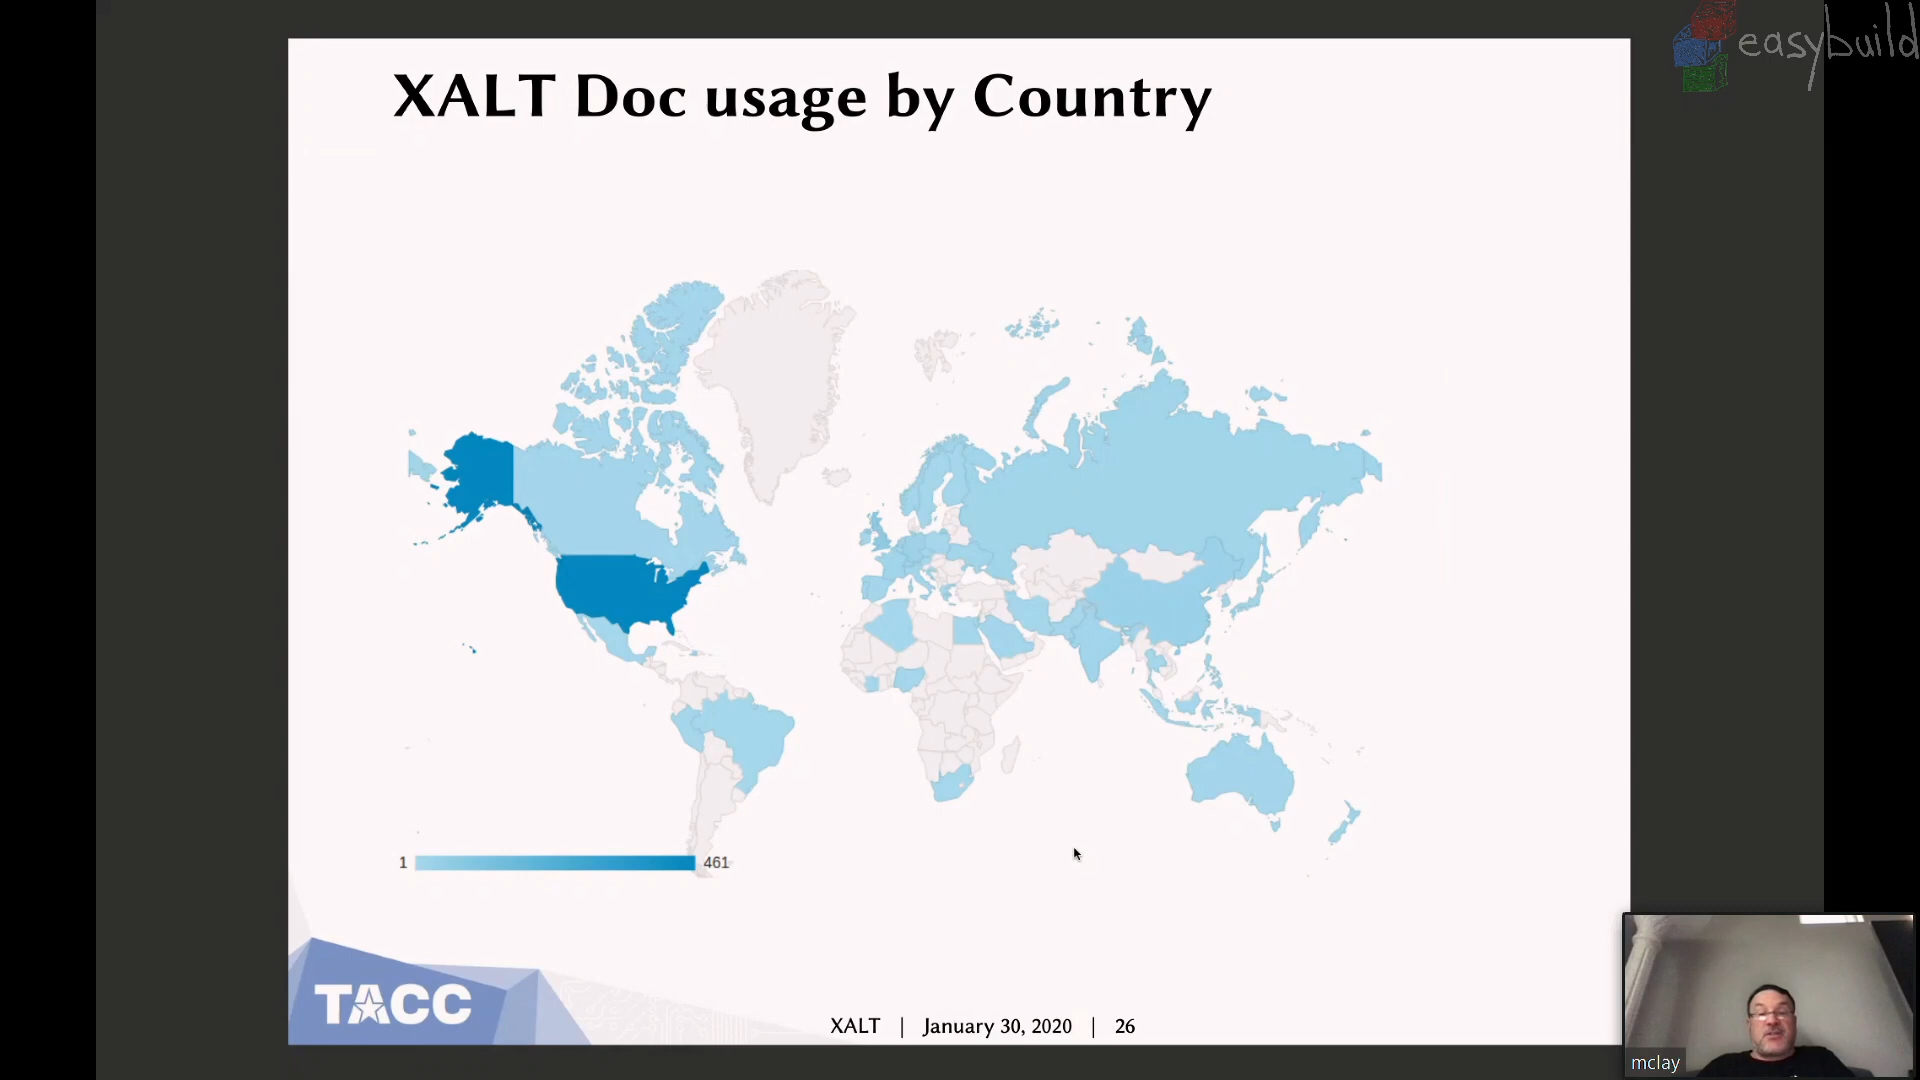 easybuild
XALT Doc usage by Country
1 461
TACC
XALT | January 30, 2020 | 26
mclay